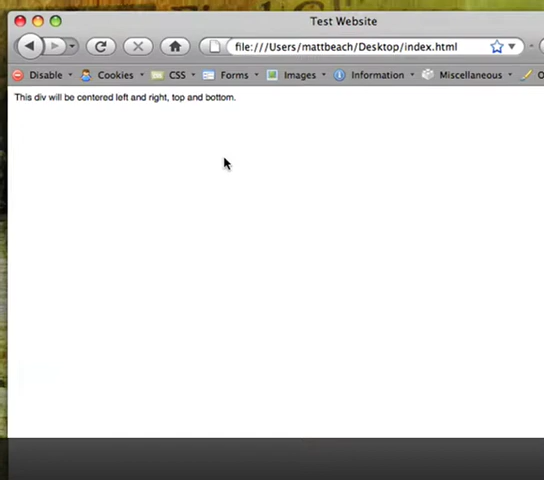 Test Website
file:///Users/mattbeach/Desktop/index.html
Disable Cookies CSS Forms Images Information Miscellaneous
This div will be centered left and right, top and bottom.